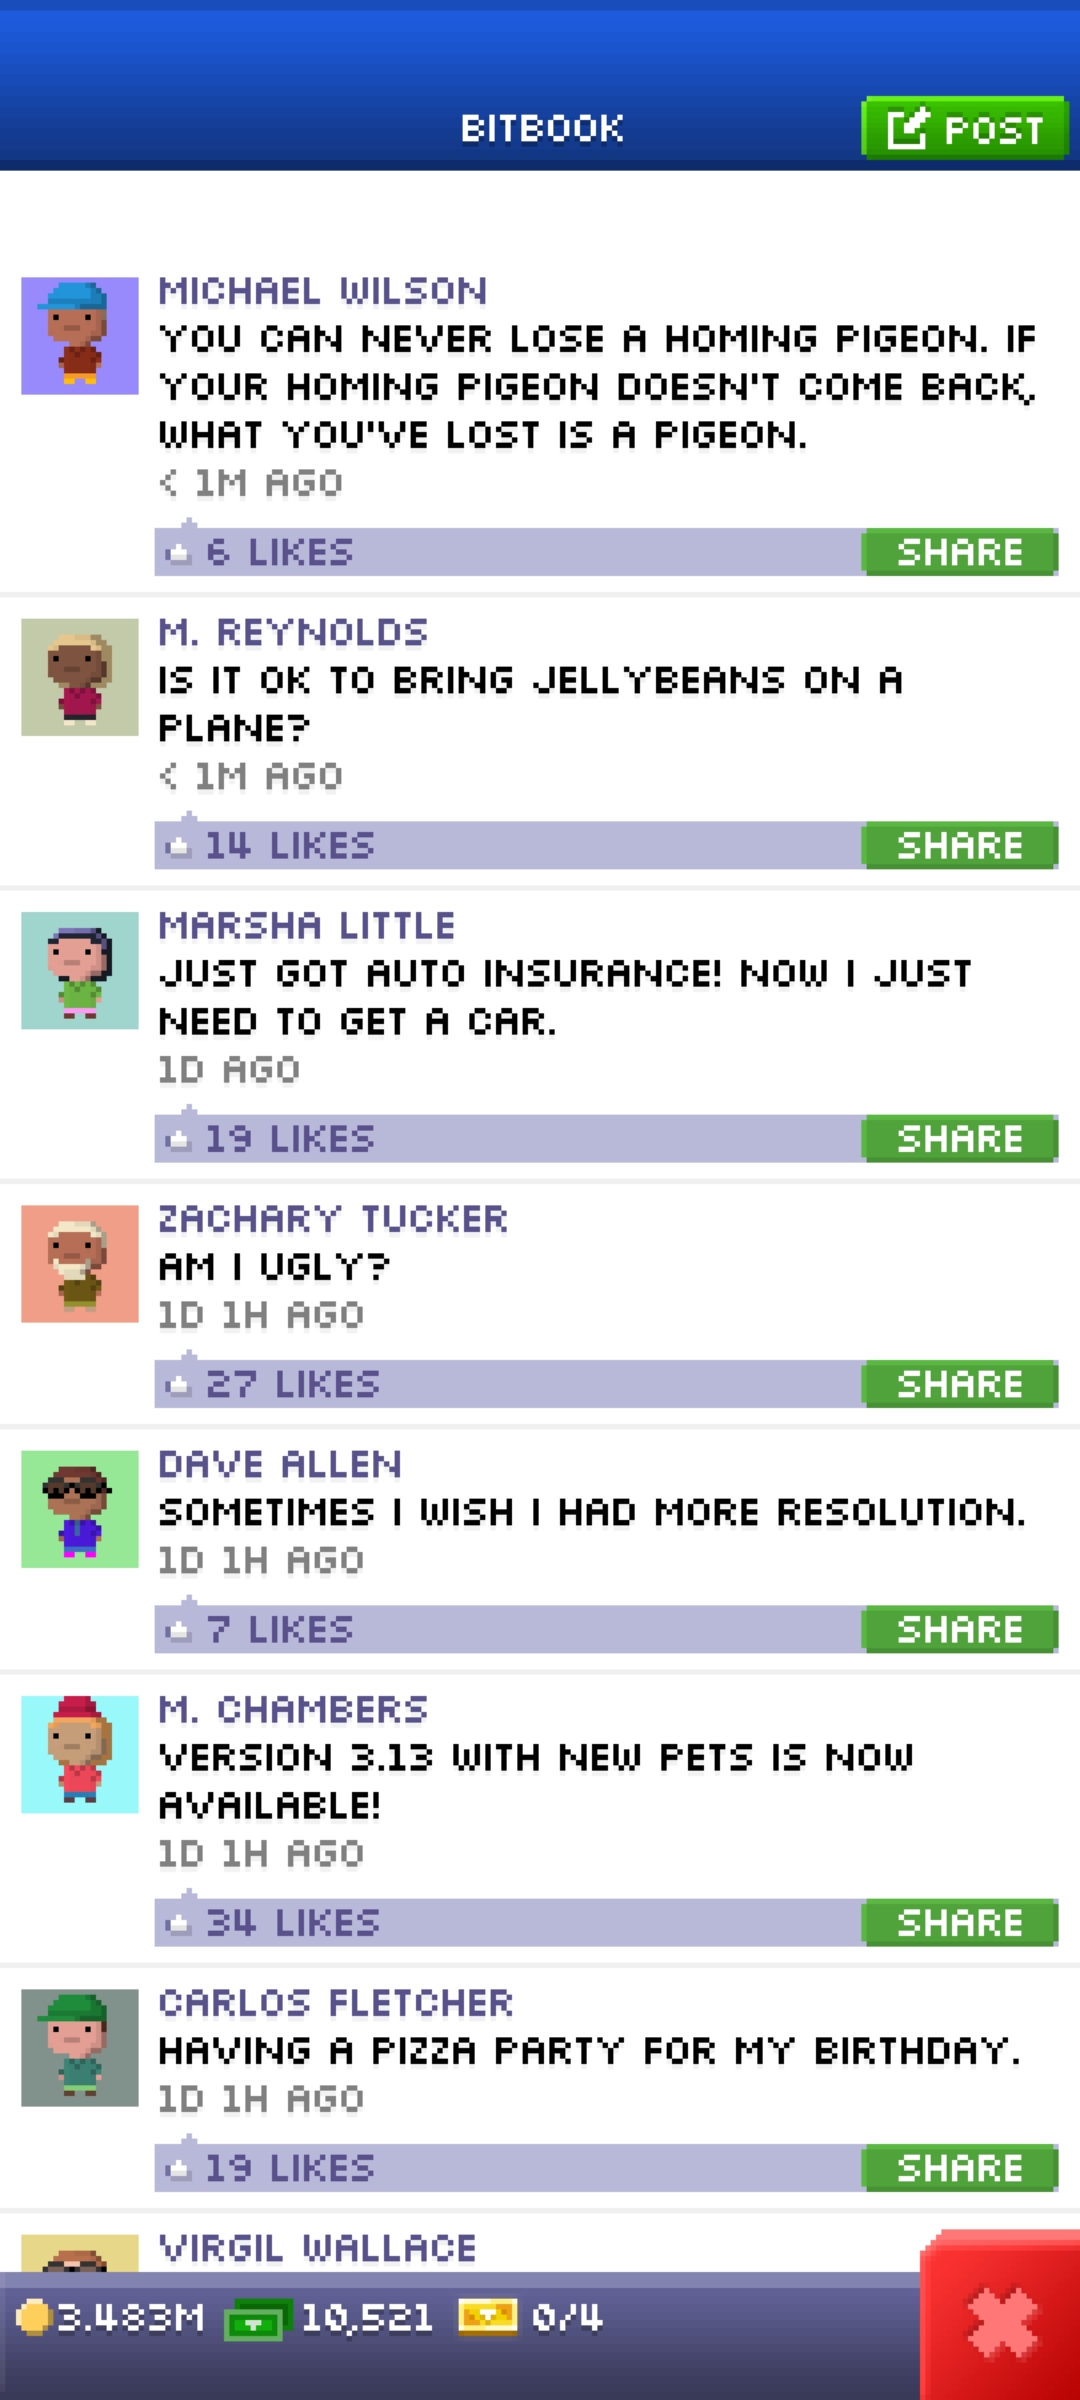 BITBOOK
POST
MICHAEL WILSON
YOU CAN NEVER LOSE A HOMING PIGEON. IF
YOUR HOMING PIGEON DOESN'T COME BACK,
WHAT YOU'VE LOST IS A PIGEON.
< 1M AGO
6 LIKES
SHARE
M. REYNOLDS
IS IT OK TO BRING JELLYBEANS ON A
PLANE?
< 1M AGO
14 LIKES
SHARE
MARSHA LITTLE
JUST GOT AUTO INSURANCE! NOW I JUST
NEED TO GET A CAR.
1D AGO
19 LIKES
SHARE
ZACHARY TUCKER
AM I UGLY?
1D 1H AGO
27 LIKES
SHARE
DAVE ALLEN
SOMETIMES I WISH I HAD MORE RESOLUTION.
1D 1H AGO
7 LIKES
SHARE
M. CHAMBERS
VERSION 3.13 WITH NEW PETS IS NOW
AVAILABLE!
1D 1H AGO
34 LIKES
SHARE
CARLOS FLETCHER
HAVING A PIZZA PARTY FOR MY BIRTHDAY.
1D 1H AGO
19 LIKES
SHARE
VIRGIL WALLACE
3.483M 10,521 0/4